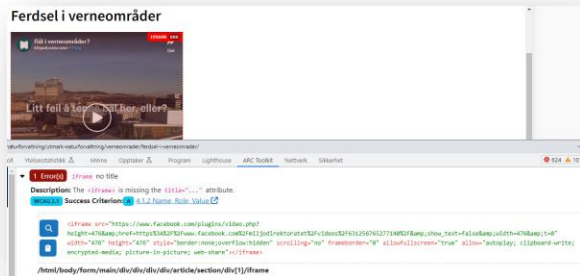 Ferdsel i verneområder
Bål i verneområder?
Miljødirektoratet
iframe
Litt feil å tenne bål her, eller?
naturforvaltning/utmark-naturforvaltning/verneomrader/ferdsel-i-verneomrader/
Ytelsesstatistikk
Minne
Opptaker
Program
Lighthouse
ARC Toolkit
Nettverk
Sikkerhet
624
10
1 Error(s) iframe no title
Description: The <iframe> is missing the title="..." attribute.
WCAG 2.1 Success Criterion: A 4.1.2 Name, Role, Value
<iframe src="https://www.facebook.com/plugins/video.php?
height=476&amp;href=https%3A%2F%2Fwww.facebook.com%2Fmiljodirektoratet%2Fvideos%2F631256765277140%2F&amp;show_text=false&amp;width=476&amp;t=0"
width="476" height="476" style="border:none;overflow:hidden" scrolling="no" frameborder="0" allowfullscreen="true" allow="autoplay; clipboard-write;
encrypted-media; picture-in-picture; web-share"></iframe>
/html/body/form/main/div/div/div/div/article/section/div[1]/iframe